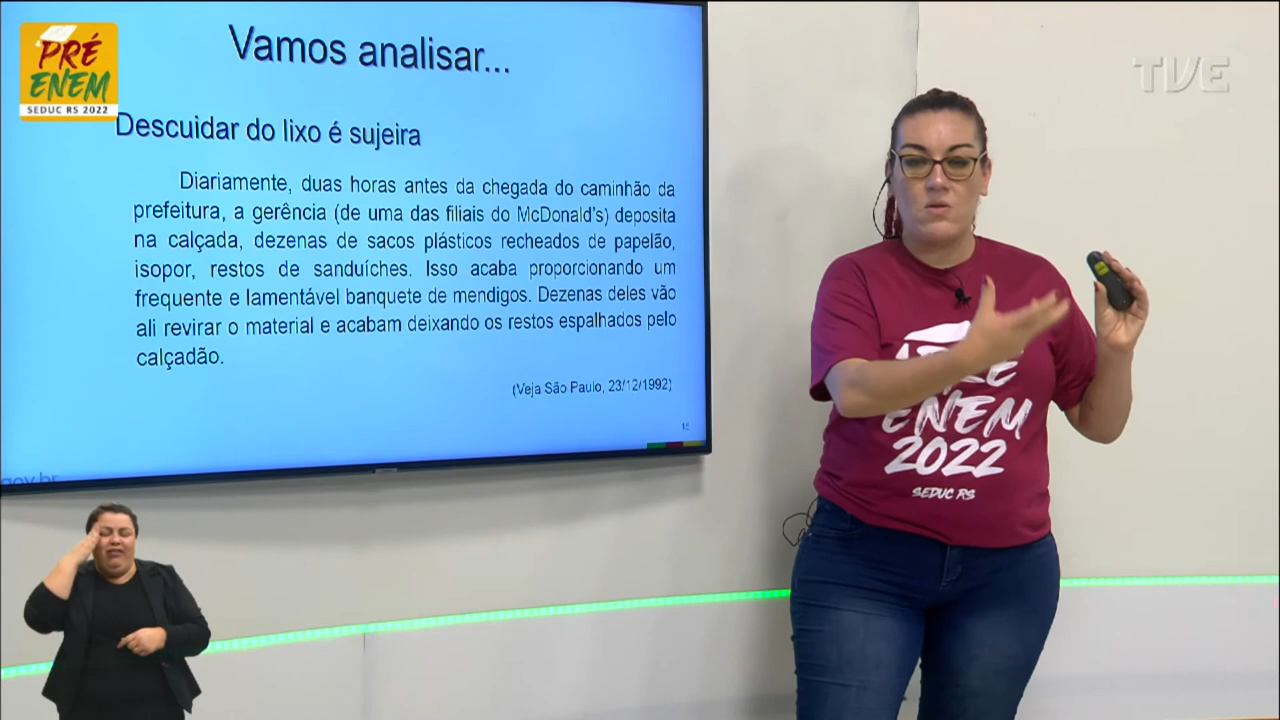 PRÉ
ENEM
SEDUC RS 2022
TVE
Vamos analisar...
Descuidar do lixo é sujeira
Diariamente, duas horas antes da chegada do caminhão da
prefeitura, a gerência (de uma das filiais do McDonald's) deposita
na calçada, dezenas de sacos plásticos recheados de papelão,
isopor, restos de sanduíches. Isso acaba proporcionando um
frequente e lamentável banquete de mendigos. Dezenas deles vão
ali revirar o material e acabam deixando os restos espalhados pelo
calçadão.
(Veja São Paulo, 23/12/1992)
gov.br
PRÉ
ENEM
2022
SEDUC RS